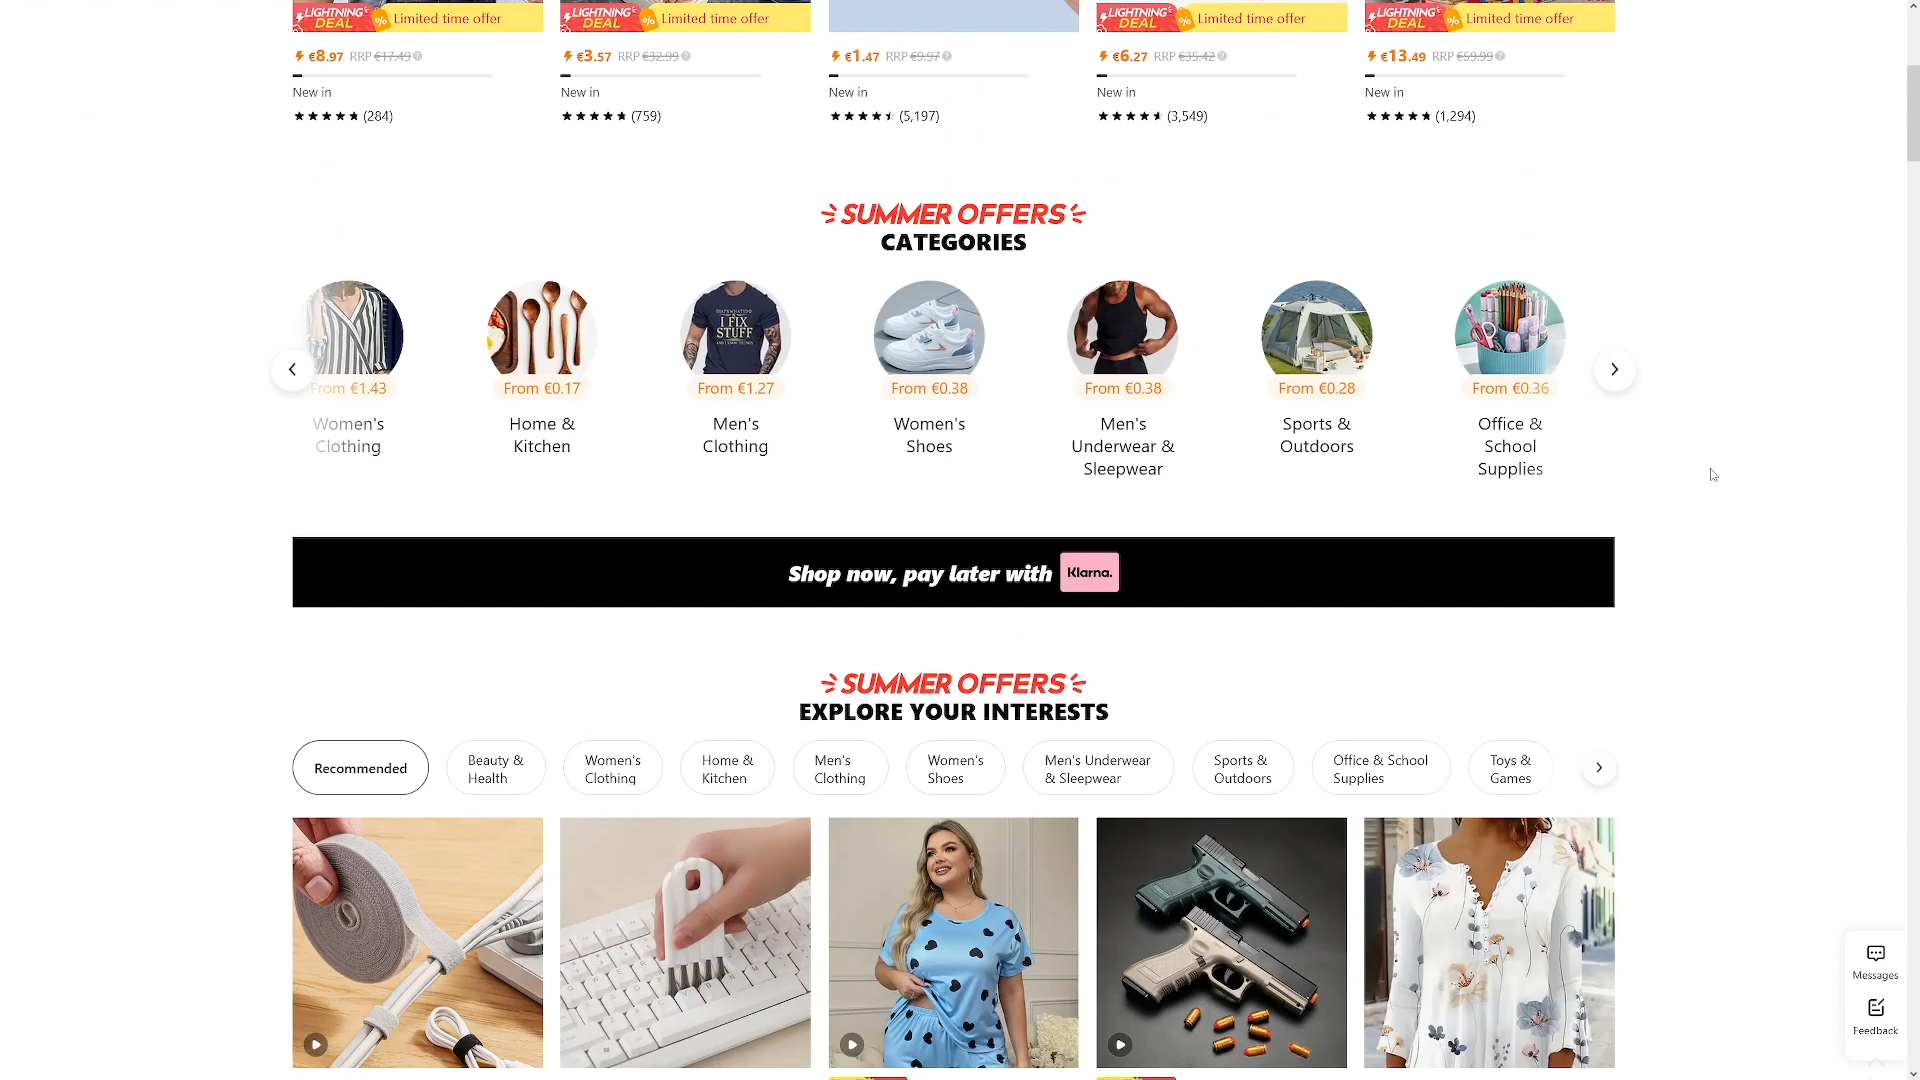 LIGHTNING DEAL % Limited time offer
LIGHTNING DEAL % Limited time offer
LIGHTNING DEAL % Limited time offer
LIGHTNING DEAL % Limited time offer
€8.97 RRP €17.49 ?
€3.57 RRP €32.99 ?
€1.47 RRP €9.97 ?
€6.27 RRP €35.42 ?
€13.49 RRP €59.99 ?
New in
New in
New in
New in
New in
(284)
(759)
(5,197)
(3,549)
(1,294)
SUMMER OFFERS
CATEGORIES
THAT'S WHAT I DO
I FIX
STUFF
AND I KNOW THINGS
From €1.43
From €0.17
From €1.27
From €0.38
From €0.38
From €0.28
From €0.36
Women's
Clothing
Home &
Kitchen
Men's
Clothing
Women's
Shoes
Men's
Underwear &
Sleepwear
Sports &
Outdoors
Office &
School
Supplies
Shop now, pay later with Klarna.
SUMMER OFFERS
EXPLORE YOUR INTERESTS
Recommended
Beauty &
Health
Women's
Clothing
Home &
Kitchen
Men's
Clothing
Women's
Shoes
Men's Underwear
& Sleepwear
Sports &
Outdoors
Office & School
Supplies
Toys &
Games
Messages
Feedback